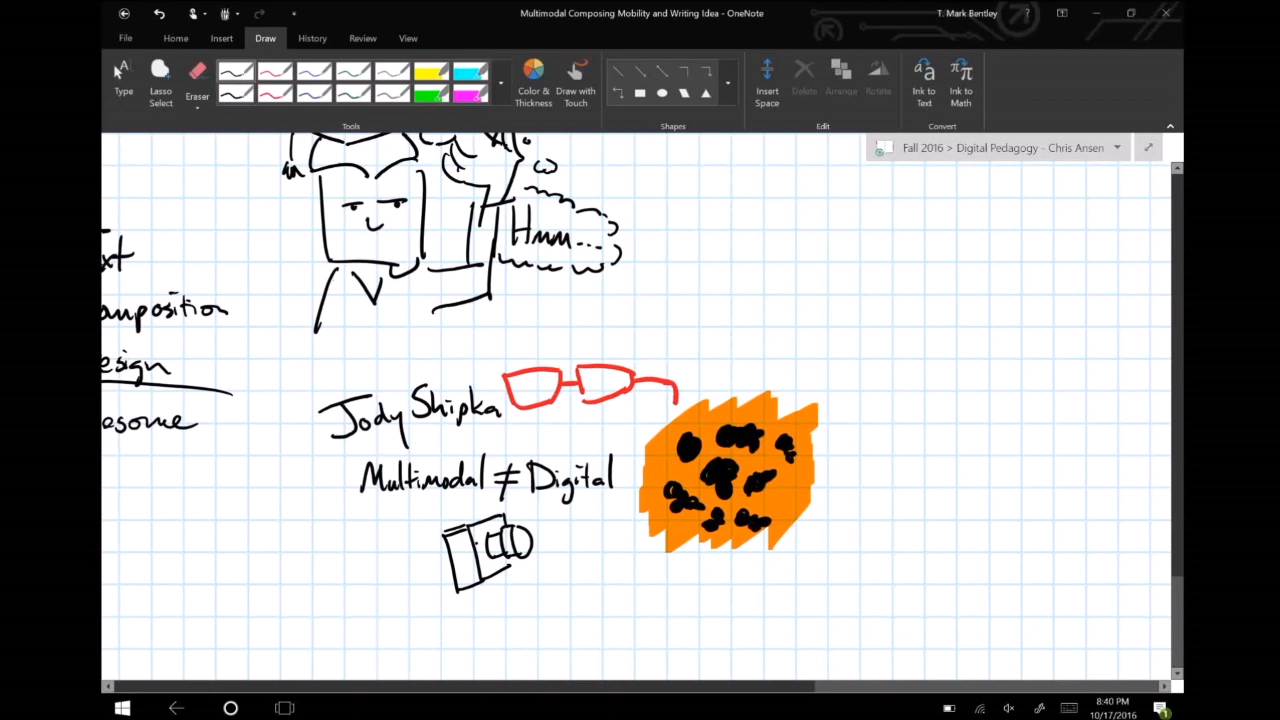 Multimodal Composing Mobility and Writing Idea - OneNote
T. Mark Bentley
?
File Home Insert Draw History Review View
Type
Lasso Select
Eraser
Color & Thickness
Draw with Touch
Insert Space
Delete
Arrange
Rotate
Ink to Text
Ink to Math
Tools
Shapes
Edit
Convert
Fall 2016 > Digital Pedagogy - Chris Ansen
Hmm...
xt
omposition
esign
esome
Jody Shipka
Multimodal ≠ Digital
8:40 PM
10/17/2016
1